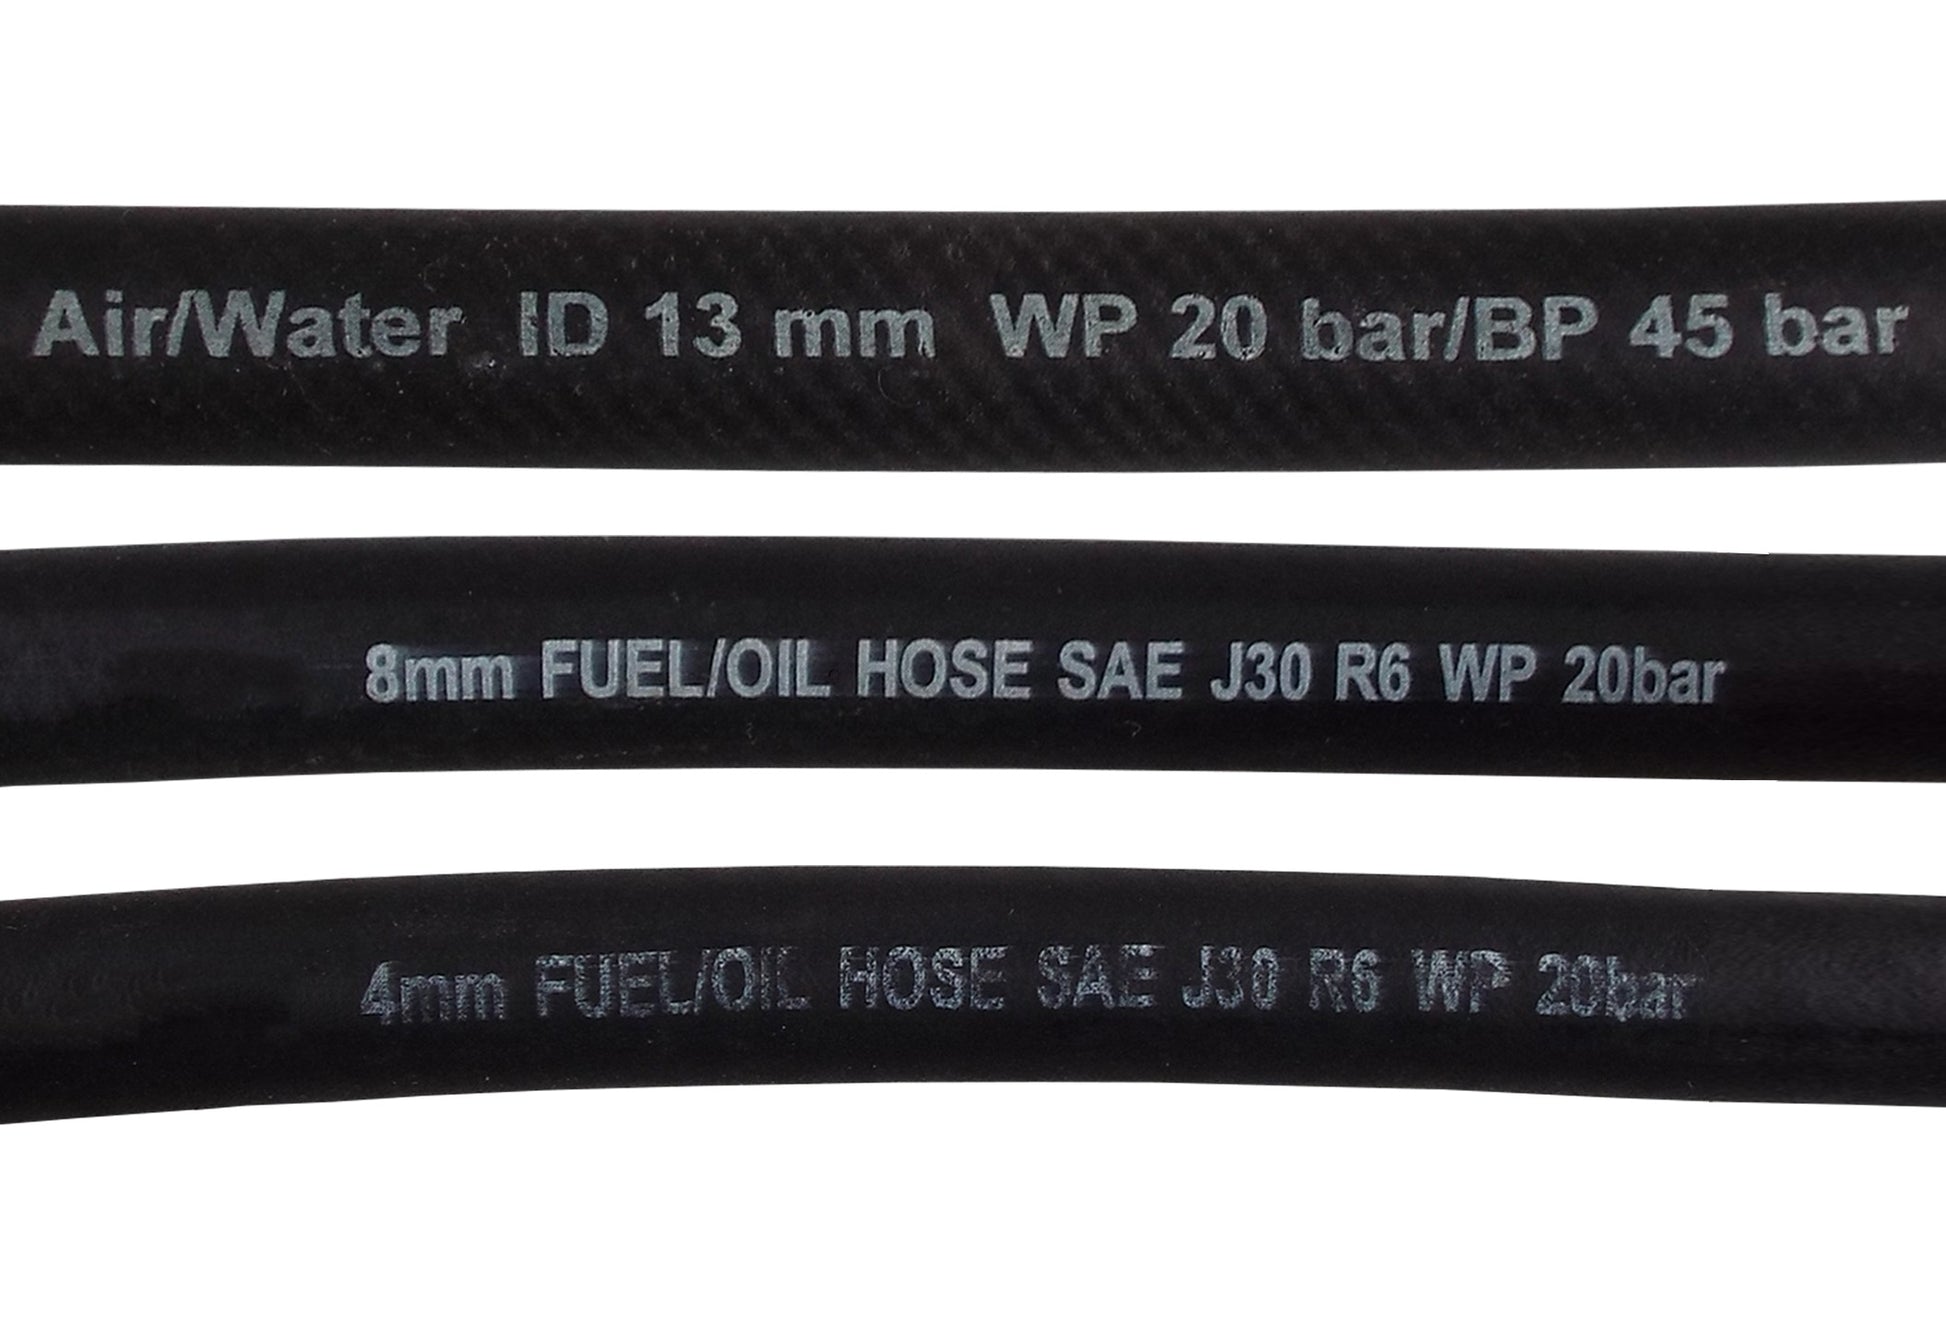 Air/Water ID 13 mm WP 20 bar/BP 45 bar
8mm FUEL/OIL HOSE SAE J30 R6 WP 20bar
4mm FUEL/OIL HOSE SAE J30 R6 WP 20bar